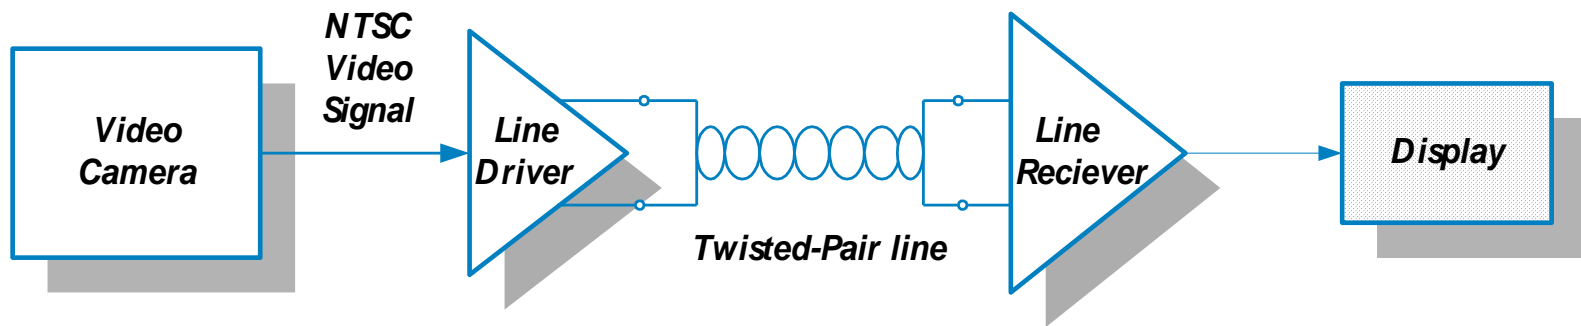 Video
Camera
NTSC
Video
Signal
Line
Driver
Twisted-Pair line
Line
Reciever
Display